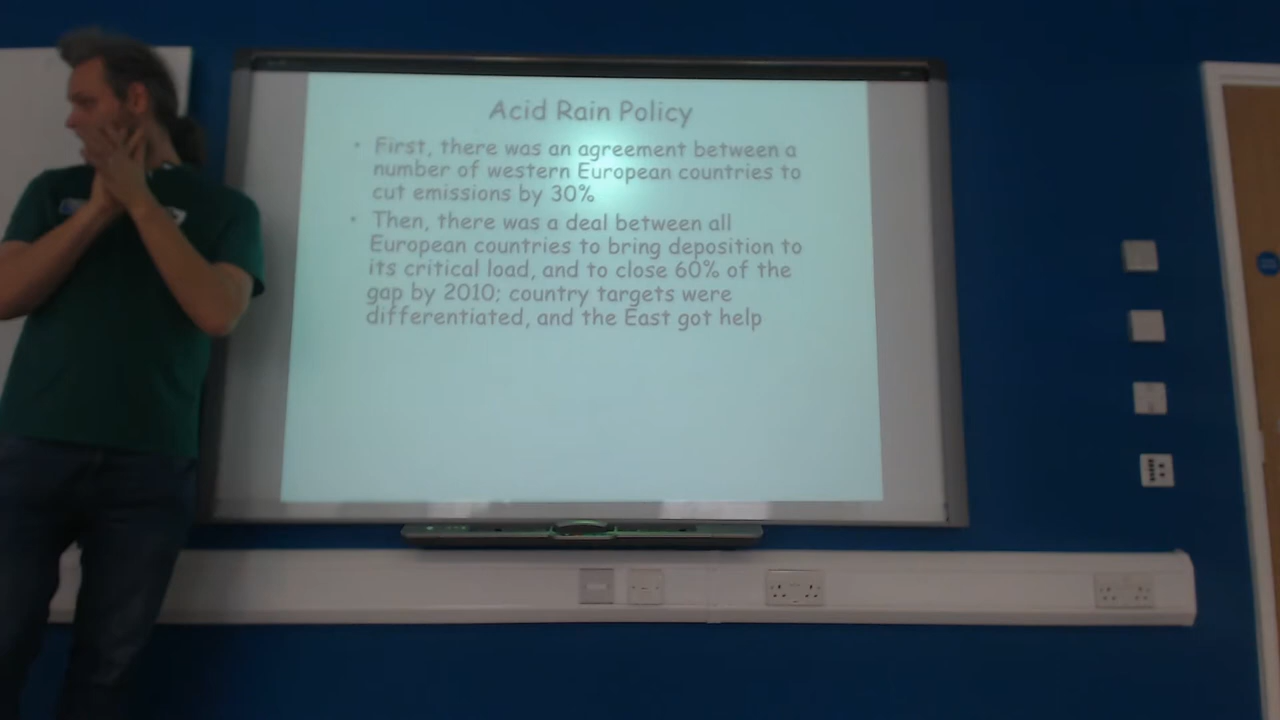 Acid Rain Policy
• First, there was an agreement between a
number of western European countries to
cut emissions by 30%
• Then, there was a deal between all
European countries to bring deposition to
its critical load, and to close 60% of the
gap by 2010; country targets were
differentiated, and the East got help